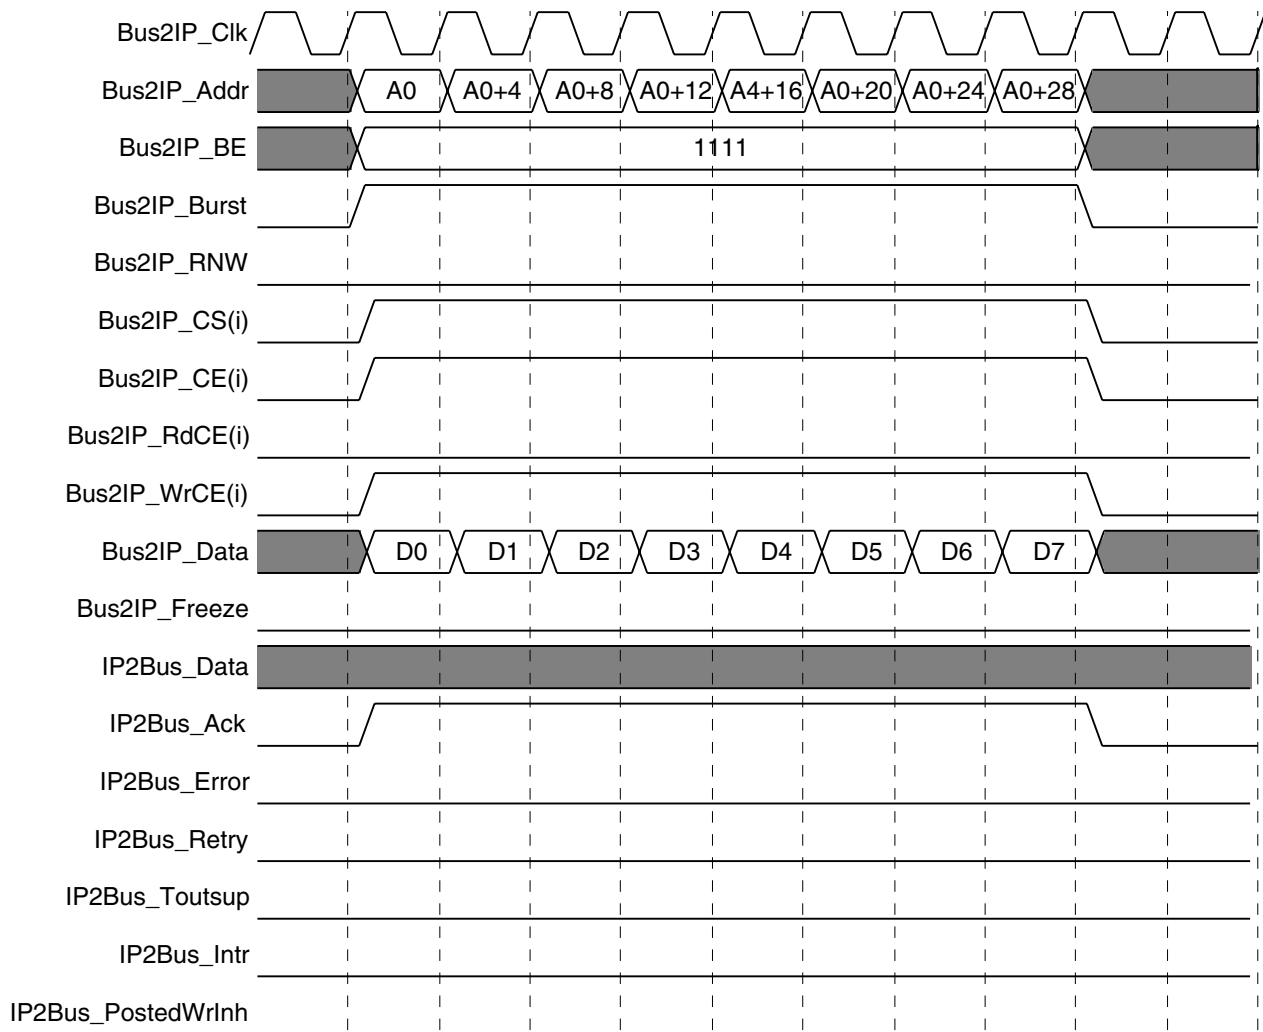 Bus2IP_Clk
Bus2IP_Addr A0 A0+4 A0+8 A0+12 A4+16 A0+20 A0+24 A0+28
Bus2IP_BE 1111
Bus2IP_Burst
Bus2IP_RNW
Bus2IP_CS(i)
Bus2IP_CE(i)
Bus2IP_RdCE(i)
Bus2IP_WrCE(i)
Bus2IP_Data D0 D1 D2 D3 D4 D5 D6 D7
Bus2IP_Freeze
IP2Bus_Data
IP2Bus_Ack
IP2Bus_Error
IP2Bus_Retry
IP2Bus_Toutsup
IP2Bus_Intr
IP2Bus_PostedWrInh